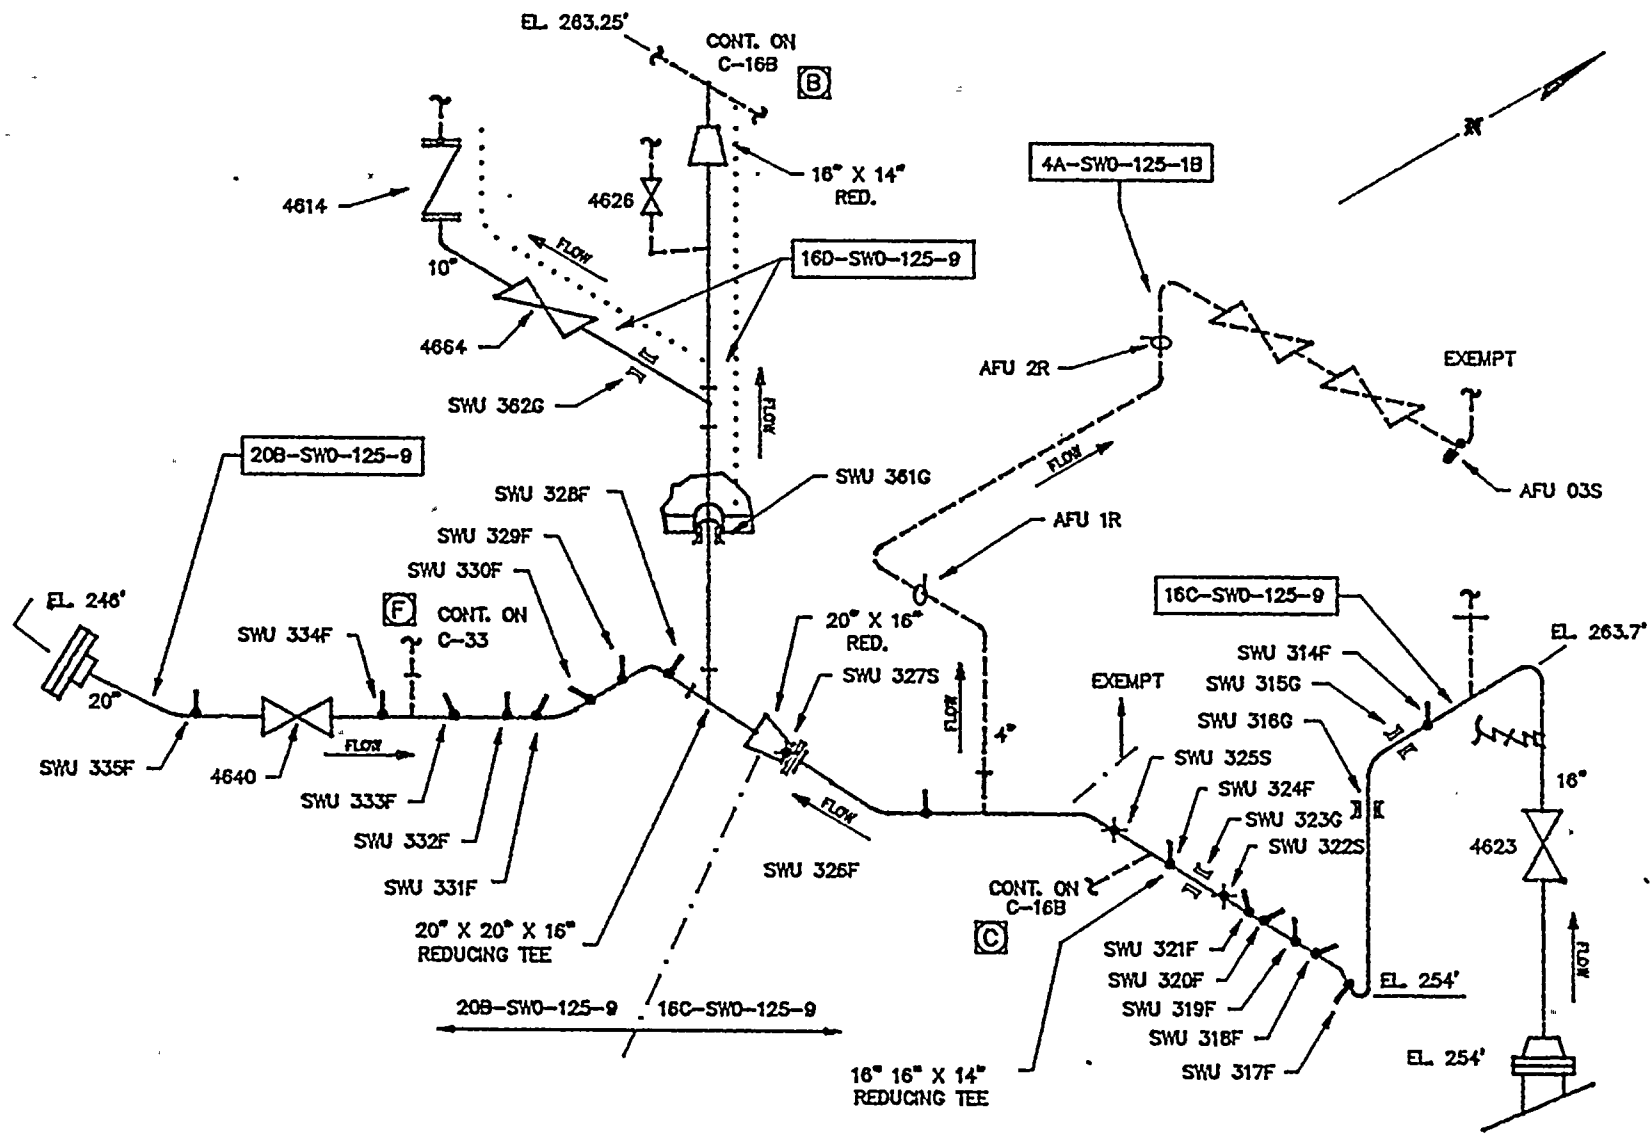 EL. 263.25'
CONT. ON
C-16B
B
N
16" X 14"
RED.
4A-SWO-125-1B
4614
4626
FLOW
10"
16D-SWO-125-9
4664
AFU 2R
EXEMPT
SWU 362G
FLOW
20B-SWO-125-9
SWU 361G
FLOW
SWU 328F
AFU 03S
SWU 329F
AFU 1R
SWU 330F
16C-SWO-125-9
EL. 246'
F
CONT. ON
C-33
20" X 16"
RED.
EL. 263.7'
SWU 334F
SWU 314F
SWU 327S
EXEMPT
SWU 315G
20"
SWU 316G
FLOW
4"
FLOW
SWU 335F
4640
SWU 325S
16"
SWU 333F
SWU 324F
FLOW
SWU 323G
SWU 332F
SWU 322S
4623
SWU 326F
SWU 331F
CONT. ON
C-16B
C
20" X 20" X 16"
REDUCING TEE
SWU 321F
SWU 320F
FLOW
EL. 254'
20B-SWO-125-9
16C-SWO-125-9
SWU 319F
SWU 318F
EL. 254'
SWU 317F
16" 16" X 14"
REDUCING TEE